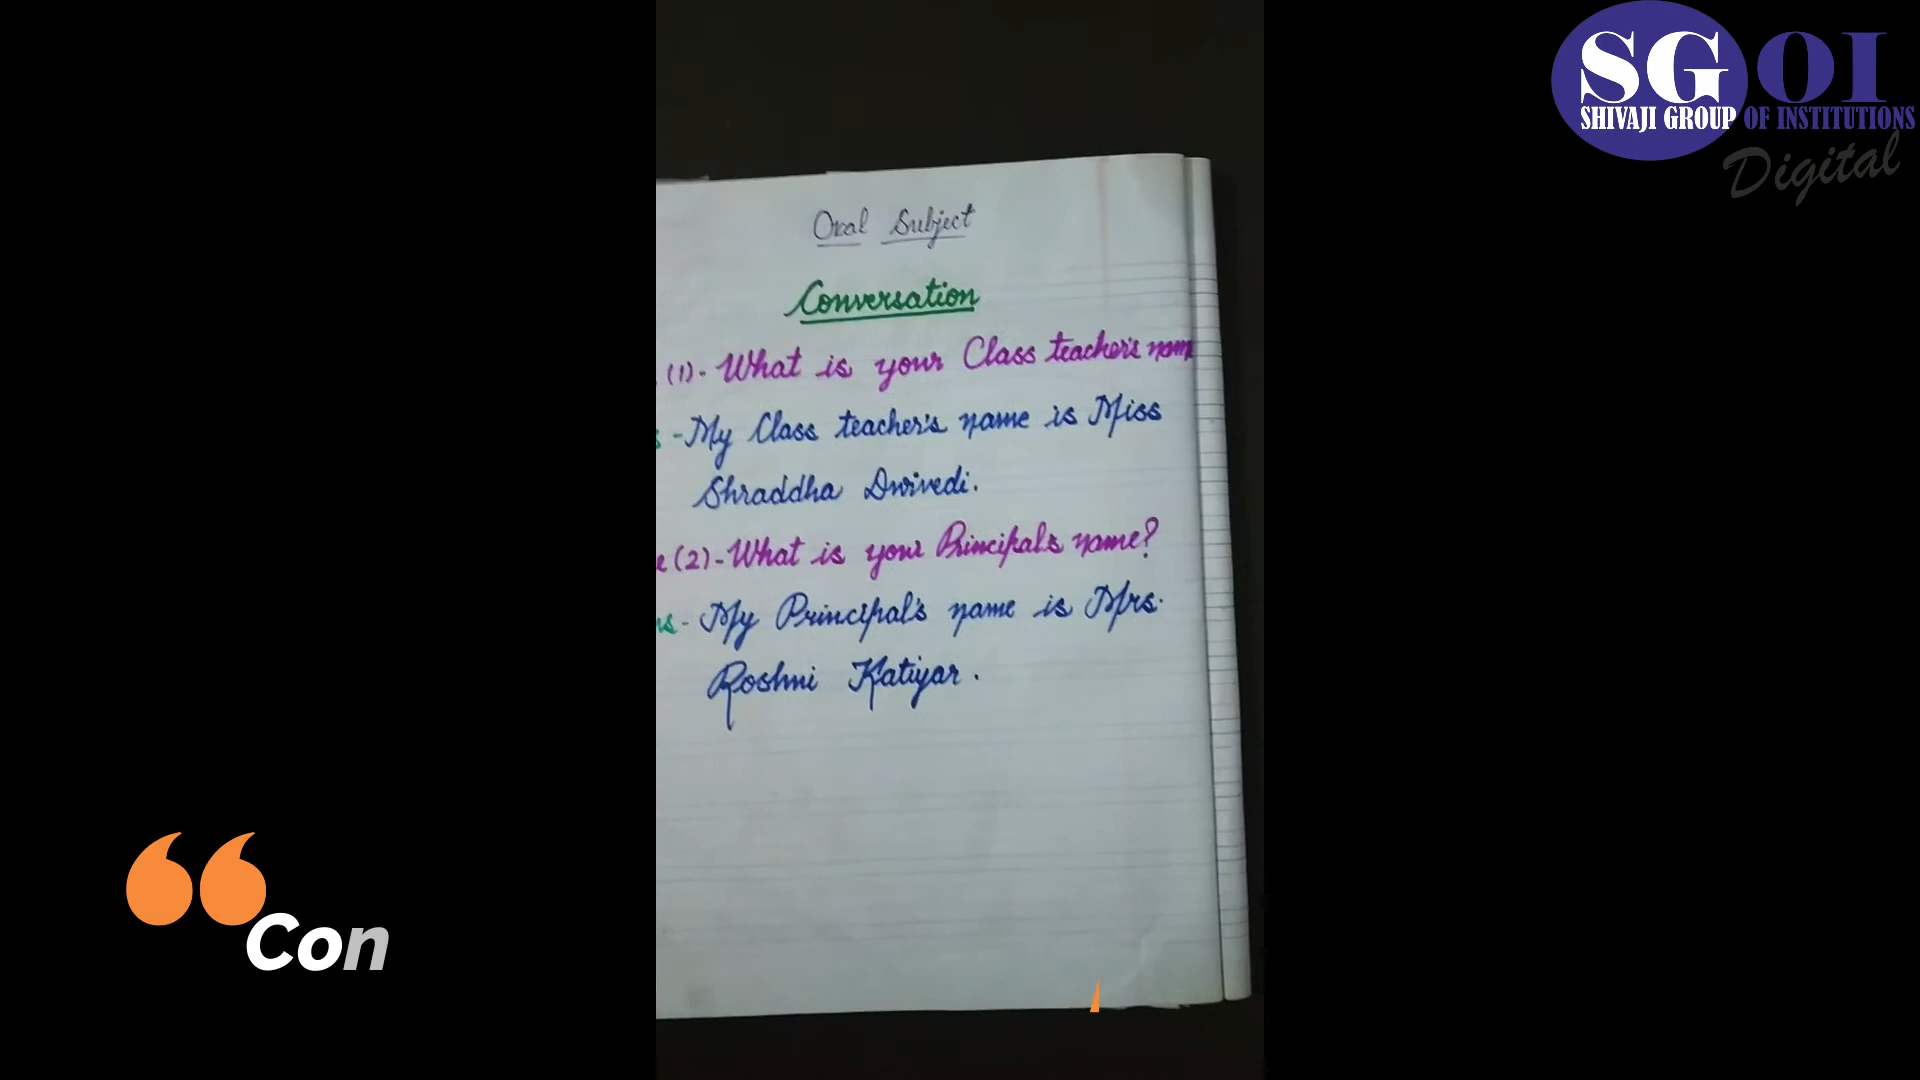 SGOI
SHIVAJI GROUP OF INSTITUTIONS
Digital
Oral Subject
Conversation
(1)- What is your Class teacher's name
s - My Class teacher's name is Miss
Shraddha Dwivedi.
e (2)- What is your Principal's name?
ns - My Principal's name is Mrs.
Roshni Katiyar.
“Con